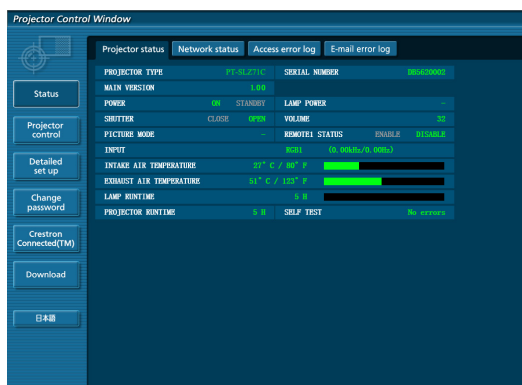 Projector Control Window
Projector status Network status Access error log E-mail error log
Status
Projector control
Detailed set up
Change password
Crestron Connected(TM)
Download
日本語
PROJECTOR TYPE PT-SLZ71C SERIAL NUMBER DB5620002
MAIN VERSION 1.00
POWER ON STANDBY LAMP POWER -
SHUTTER CLOSE OPEN VOLUME 32
PICTURE MODE - REMOTE1 STATUS ENABLE DISABLE
INPUT RGB1 (0.00kHz/0.00Hz)
INTAKE AIR TEMPERATURE 27° C / 80° F
EXHAUST AIR TEMPERATURE 51° C / 123° F
LAMP RUNTIME 5 H
PROJECTOR RUNTIME 5 H SELF TEST No errors